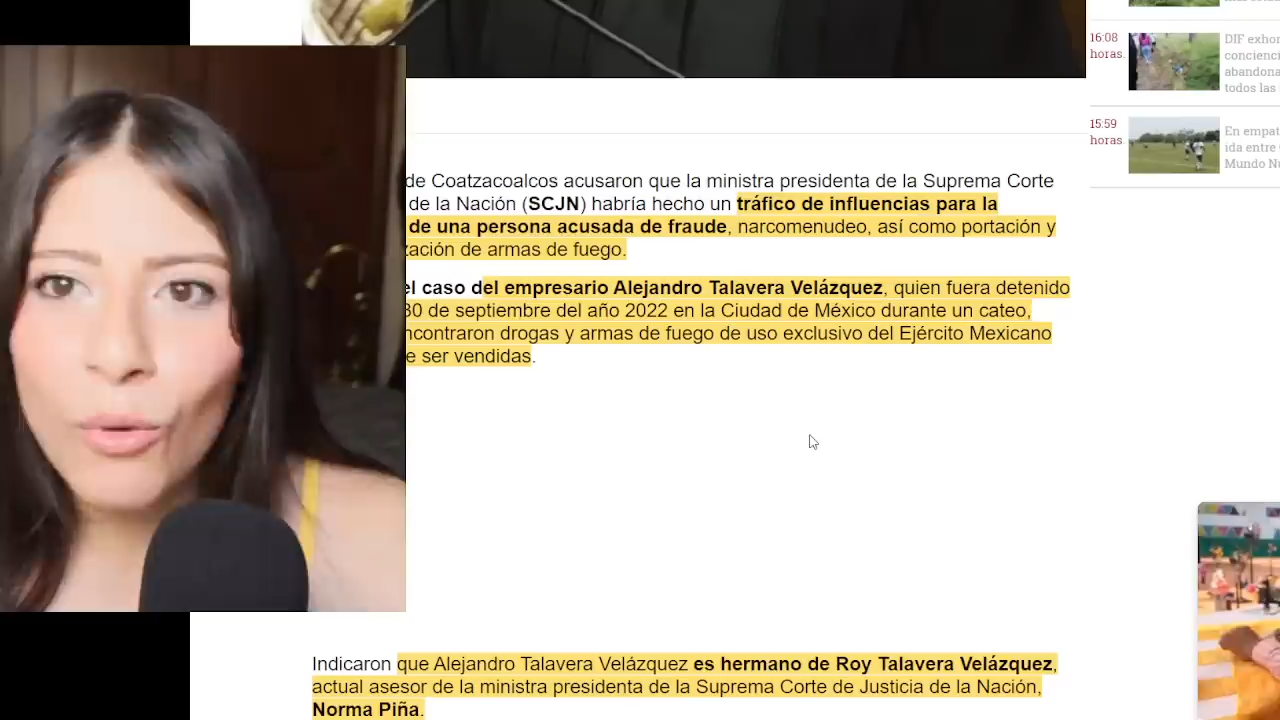 16:08
horas.
DIF exhor
concienci
abandona
todos las
15:59
horas
En empat
ida entre
Mundo Nu
de Coatzacoalcos acusaron que la ministra presidenta de la Suprema Corte
de la Nación (SCJN) habría hecho un tráfico de influencias para la
de una persona acusada de fraude, narcomenudeo, así como portación y
zación de armas de fuego.
el caso del empresario Alejandro Talavera Velázquez, quien fuera detenido
30 de septiembre del año 2022 en la Ciudad de México durante un cateo,
ncontraron drogas y armas de fuego de uso exclusivo del Ejército Mexicano
e ser vendidas.
Indicaron que Alejandro Talavera Velázquez es hermano de Roy Talavera Velázquez,
actual asesor de la ministra presidenta de la Suprema Corte de Justicia de la Nación,
Norma Piña.